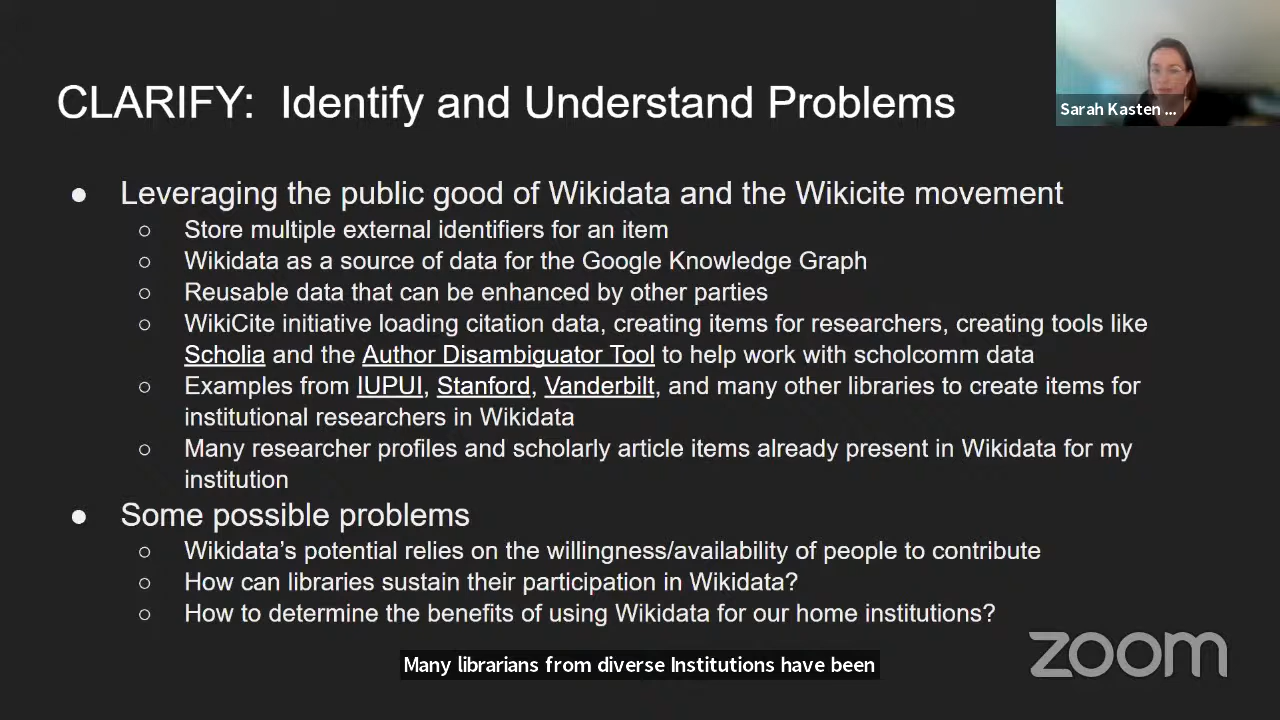 CLARIFY: Identify and Understand Problems
Sarah Kasten ...
● Leveraging the public good of Wikidata and the Wikicite movement
○ Store multiple external identifiers for an item
○ Wikidata as a source of data for the Google Knowledge Graph
○ Reusable data that can be enhanced by other parties
○ WikiCite initiative loading citation data, creating items for researchers, creating tools like
Scholia and the Author Disambiguator Tool to help work with scholcomm data
○ Examples from IUPUI, Stanford, Vanderbilt, and many other libraries to create items for
institutional researchers in Wikidata
○ Many researcher profiles and scholarly article items already present in Wikidata for my
institution
● Some possible problems
○ Wikidata's potential relies on the willingness/availability of people to contribute
○ How can libraries sustain their participation in Wikidata?
○ How to determine the benefits of using Wikidata for our home institutions?
zoom
Many librarians from diverse Institutions have been